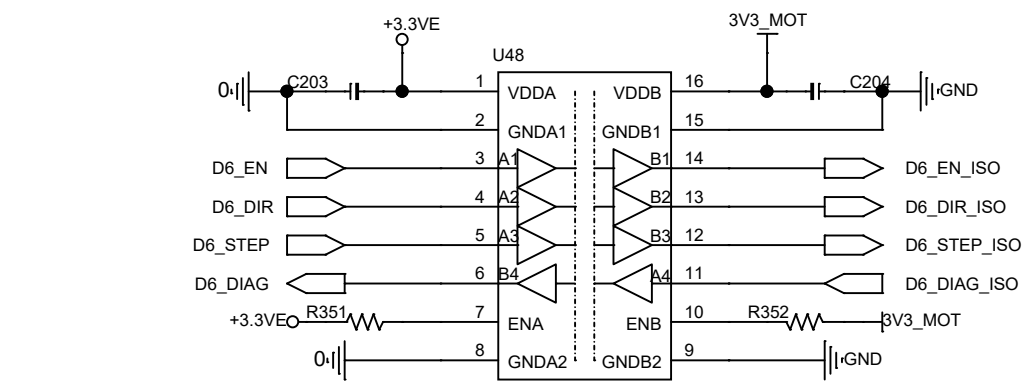 +3.3VE
3V3_MOT
U48
0
C203
1
VDDA
VDDB
16
C204
GND
2
GNDA1
GNDB1
15
D6_EN
3
A1
B1
14
D6_EN_ISO
D6_DIR
4
A2
B2
13
D6_DIR_ISO
D6_STEP
5
A3
B3
12
D6_STEP_ISO
D6_DIAG
6
B4
A4
11
D6_DIAG_ISO
+3.3VE
R351
7
ENA
ENB
10
R352
3V3_MOT
0
8
GNDA2
GNDB2
9
GND